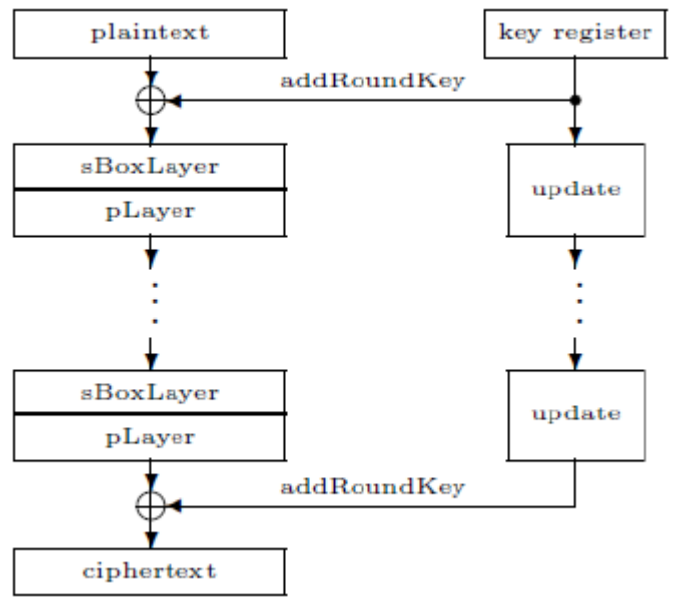 plaintext
key register
addRoundKey
sBoxLayer
update
pLayer
sBoxLayer
update
pLayer
addRoundKey
ciphertext